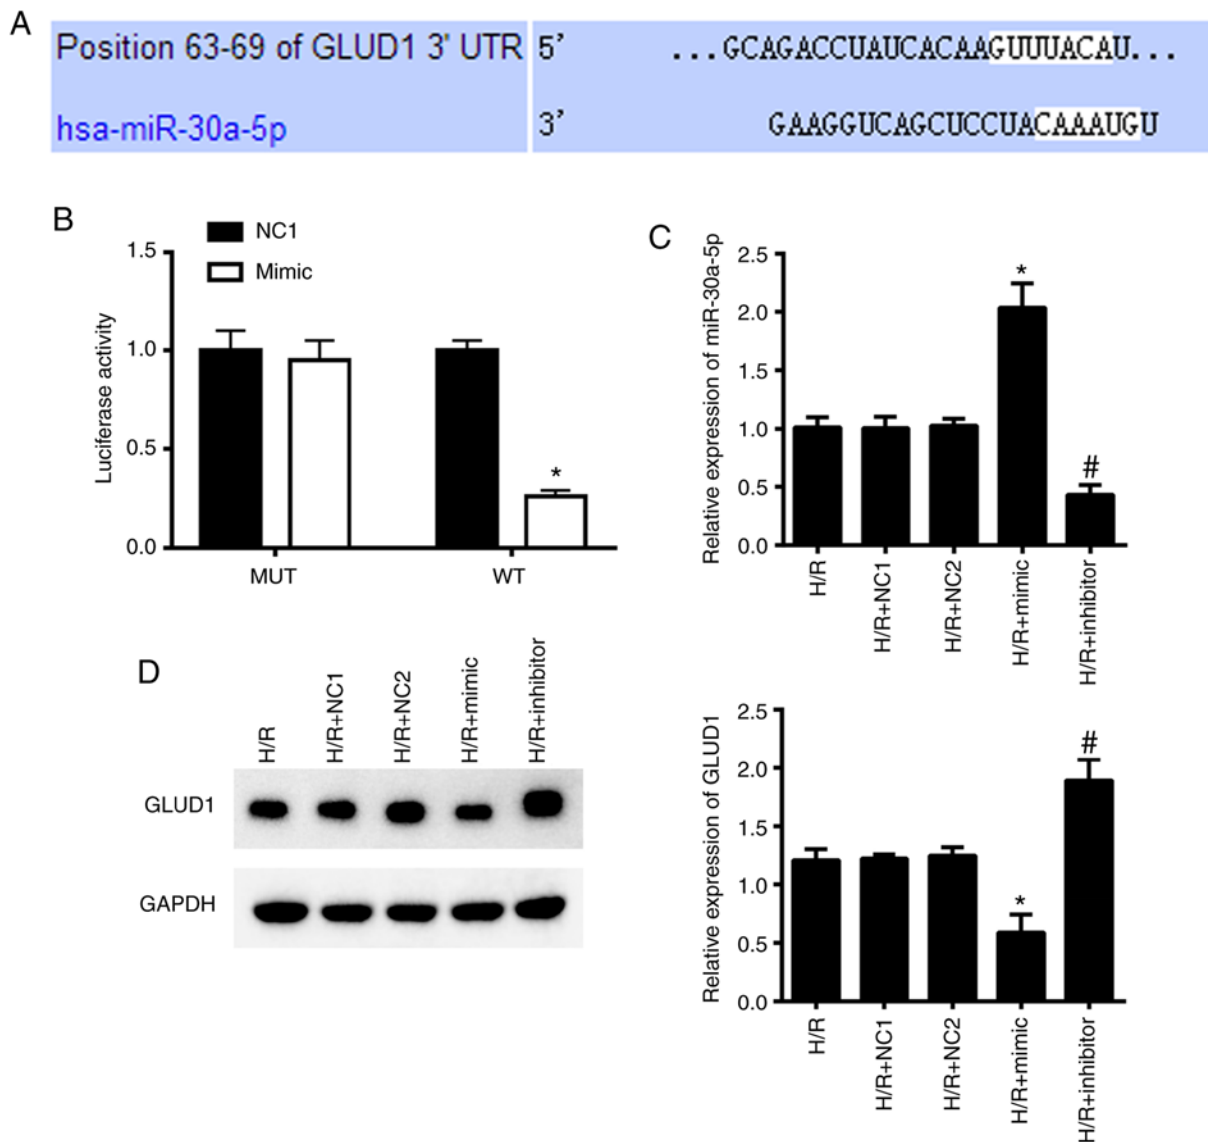 A
Position 63-69 of GLUD1 3' UTR 5' ...GCAGACCUAUCACAAGUUUACAU...
hsa-miR-30a-5p 3' GAAGGUCAGCUCCUACAAAUGU
B
NC1
Mimic
Luciferase activity
1.5
1.0
0.5
0.0
*
MUT
WT
C
Relative expression of miR-30a-5p
2.5
2.0
1.5
1.0
0.5
0.0
*
#
H/R
H/R+NC1
H/R+NC2
H/R+mimic
H/R+inhibitor
D
H/R
H/R+NC1
H/R+NC2
H/R+mimic
H/R+inhibitor
GLUD1
GAPDH
Relative expression of GLUD1
2.5
2.0
1.5
1.0
0.5
0.0
*
#
H/R
H/R+NC1
H/R+NC2
H/R+mimic
H/R+inhibitor